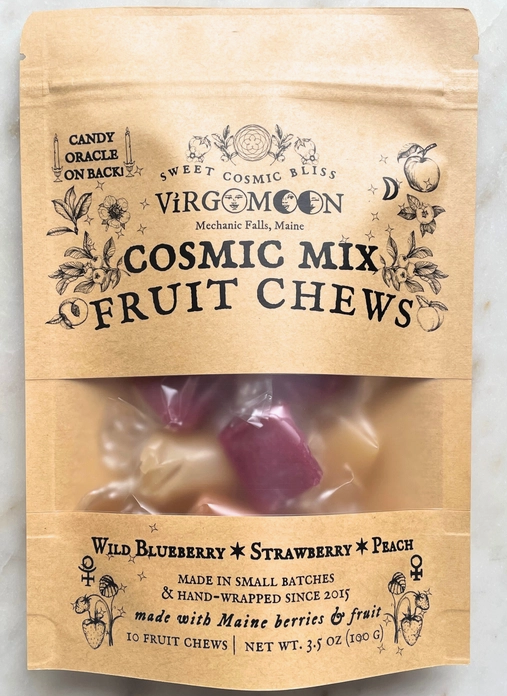 CANDY
ORACLE
ON BACK!
SWEET COSMIC BLISS
ViRGOMOON
Mechanic Falls, Maine
COSMIC MIX
FRUIT CHEWS
WILD BLUEBERRY ✶ STRAWBERRY ✶ PEACH
MADE IN SMALL BATCHES
& HAND-WRAPPED SINCE 2015
made with Maine berries & fruit
10 FRUIT CHEWS | NET WT. 3.5 OZ (100 G)